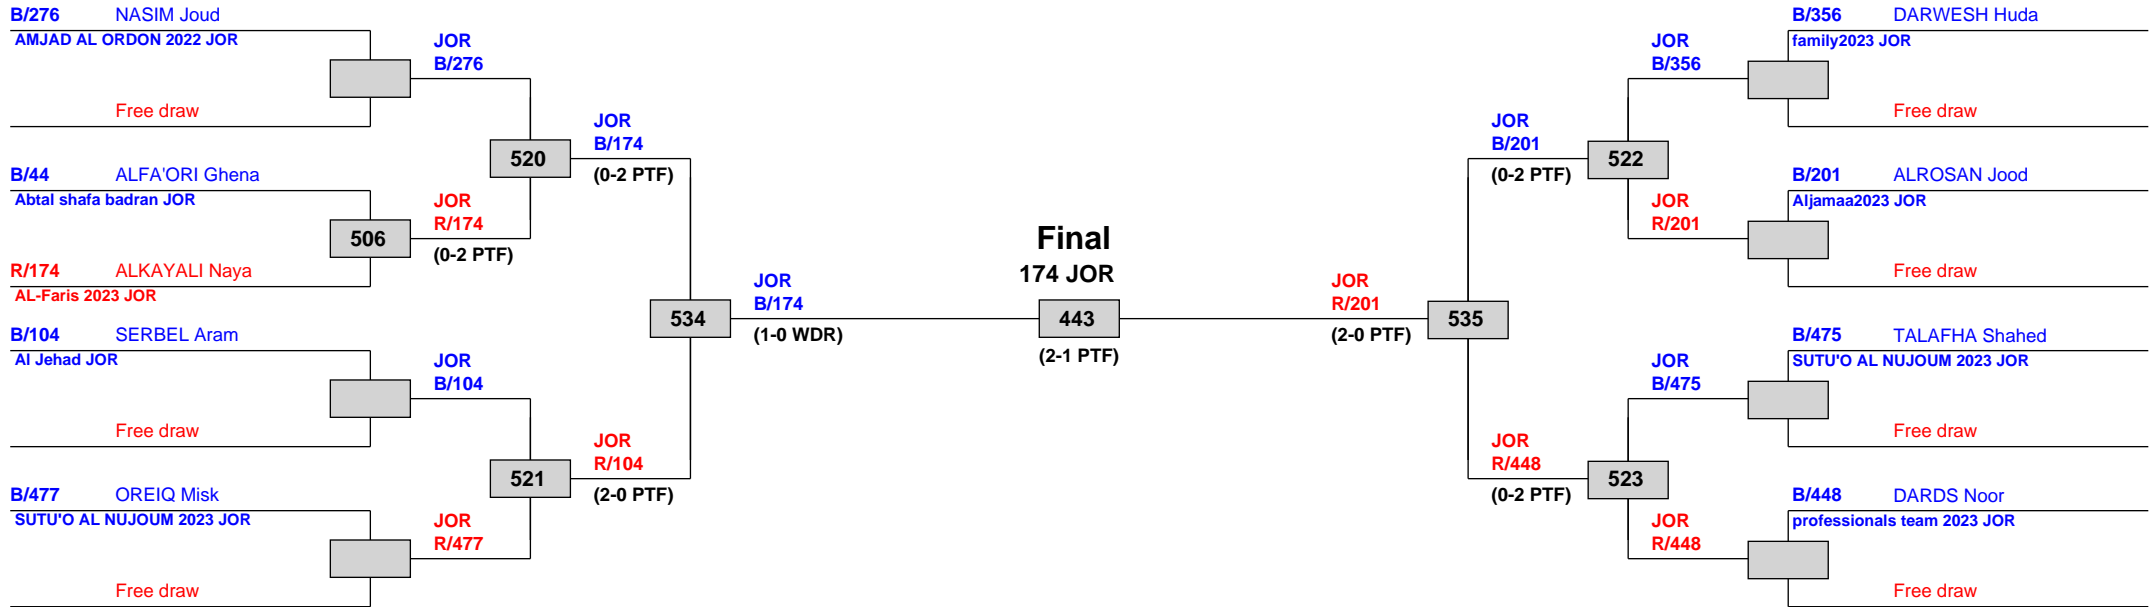 B/276 NASIM Joud
AMJAD AL ORDON 2022 JOR
Free draw
B/44 ALFA'ORI Ghena
Abtal shafa badran JOR
506
R/174 ALKAYALI Naya
AL-Faris 2023 JOR
B/104 SERBEL Aram
Al Jehad JOR
Free draw
B/477 OREIQ Misk
SUTU'O AL NUJOUM 2023 JOR
Free draw
JOR
B/276
520
JOR
R/174
(0-2 PTF)
JOR
B/104
521
JOR
R/477
JOR
B/174
(0-2 PTF)
534
JOR
R/104
(2-0 PTF)
JOR
B/174
(1-0 WDR)
Final
174 JOR
443
(2-1 PTF)
JOR
R/201
(2-0 PTF)
535
JOR
B/201
(0-2 PTF)
JOR
R/448
(0-2 PTF)
522
523
JOR
B/356
JOR
R/201
JOR
B/475
JOR
R/448
B/356 DARWESH Huda
family2023 JOR
Free draw
B/201 ALROSAN Jood
Aljamaa2023 JOR
Free draw
B/475 TALAFHA Shahed
SUTU'O AL NUJOUM 2023 JOR
Free draw
B/448 DARDS Noor
professionals team 2023 JOR
Free draw